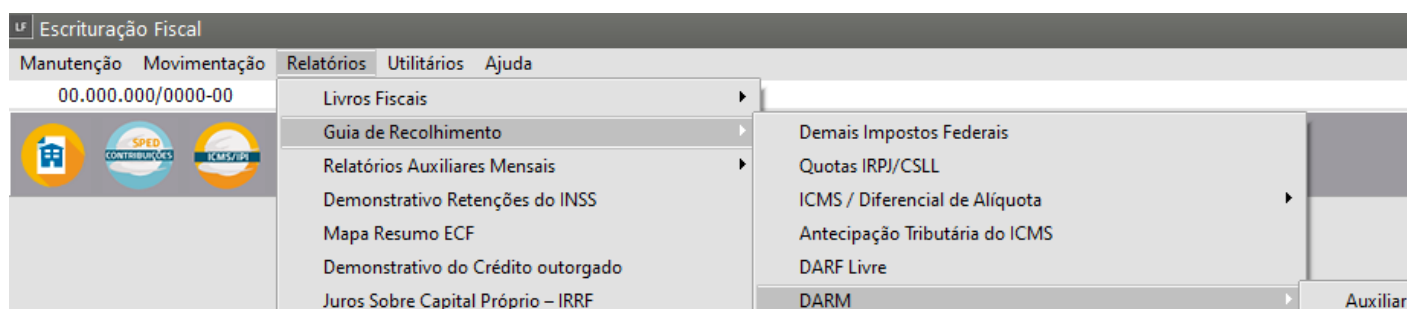 LF Escrituração Fiscal
Manutenção Movimentação Relatórios Utilitários Ajuda
00.000.000/0000-00
SPED
CONTRIBUIÇÕES
ICMS/IPI
Livros Fiscais
Guia de Recolhimento
Relatórios Auxiliares Mensais
Demonstrativo Retenções do INSS
Mapa Resumo ECF
Demonstrativo do Crédito outorgado
Juros Sobre Capital Próprio – IRRF
Demais Impostos Federais
Quotas IRPJ/CSLL
ICMS / Diferencial de Alíquota
Antecipação Tributária do ICMS
DARF Livre
DARM
Auxiliar